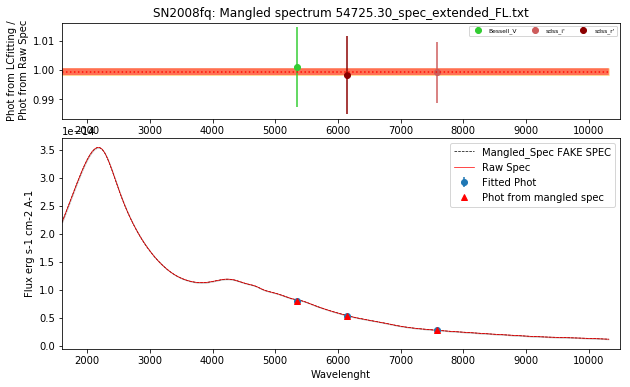 SN2008fq: Mangled spectrum 54725.30_spec_extended_FL.txt
Phot from LCfitting /
Phot from Raw Spec
1.01
1.00
0.99
Bessell_V
sdss_i'
sdss_r'
2000 3000 4000 5000 6000 7000 8000 9000 10000
1e−14
Flux erg s-1 cm-2 A-1
3.5
3.0
2.5
2.0
1.5
1.0
0.5
0.0
Mangled_Spec FAKE SPEC
Raw Spec
Fitted Phot
Phot from mangled spec
2000 3000 4000 5000 6000 7000 8000 9000 10000
Wavelenght